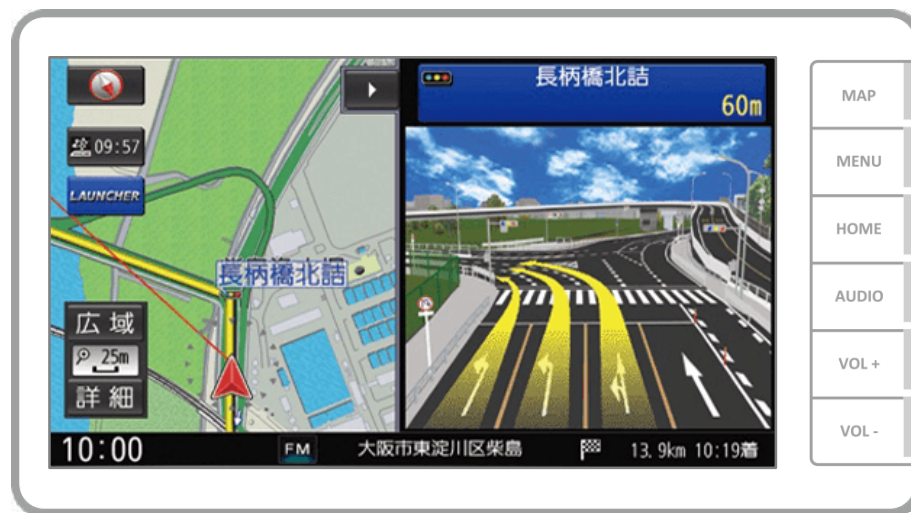 09:57
LAUNCHER
長柄橋北詰
広域
25m
詳細
長柄橋北詰
60m
10:00
FM
大阪市東淀川区柴島
13.9km 10:19着
MAP
MENU
HOME
AUDIO
VOL +
VOL -